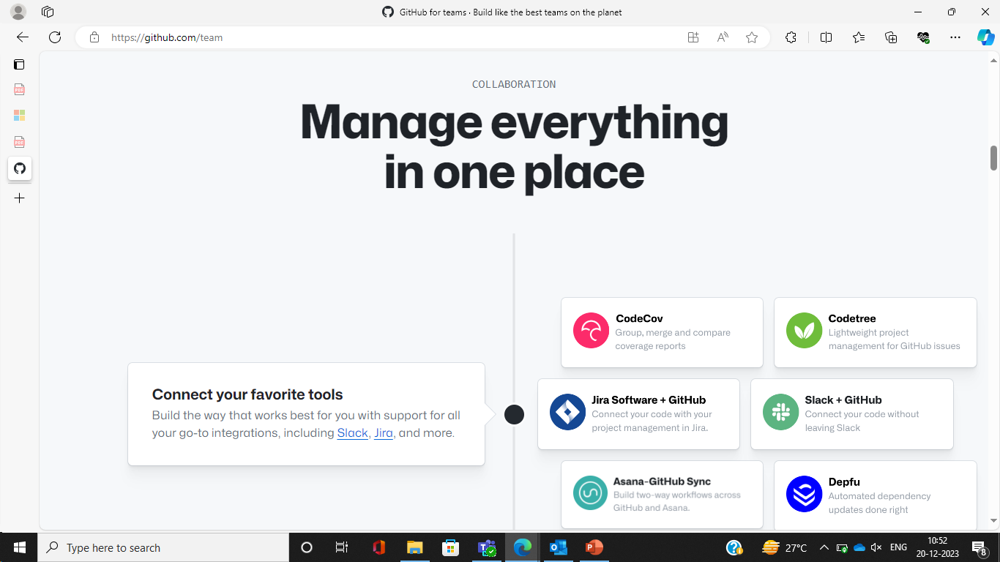 GitHub for teams · Build like the best teams on the planet
https://github.com/team
COLLABORATION
Manage everything
in one place
CodeCov
Group, merge and compare
coverage reports
Codetree
Lightweight project
management for GitHub issues
Connect your favorite tools
Build the way that works best for you with support for all
your go-to integrations, including Slack, Jira, and more.
Jira Software + GitHub
Connect your code with your
project management in Jira.
Slack + GitHub
Connect your code without
leaving Slack
Asana-GitHub Sync
Build two-way workflows across
GitHub and Asana.
Depfu
Automated dependency
updates done right
Type here to search
27°C
ENG
10:52
20-12-2023
8